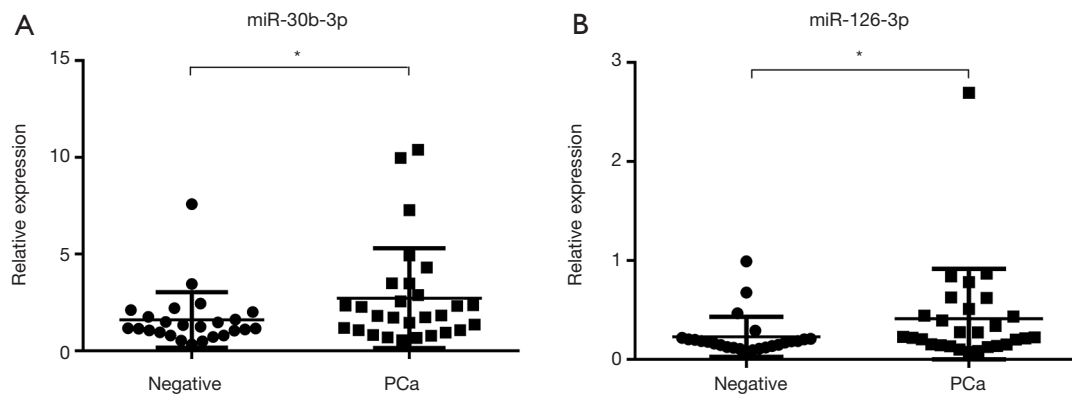 A
miR-30b-3p
*
15
10
5
0
Relative expression
Negative
PCa
B
miR-126-3p
*
3
2
1
0
Relative expression
Negative
PCa